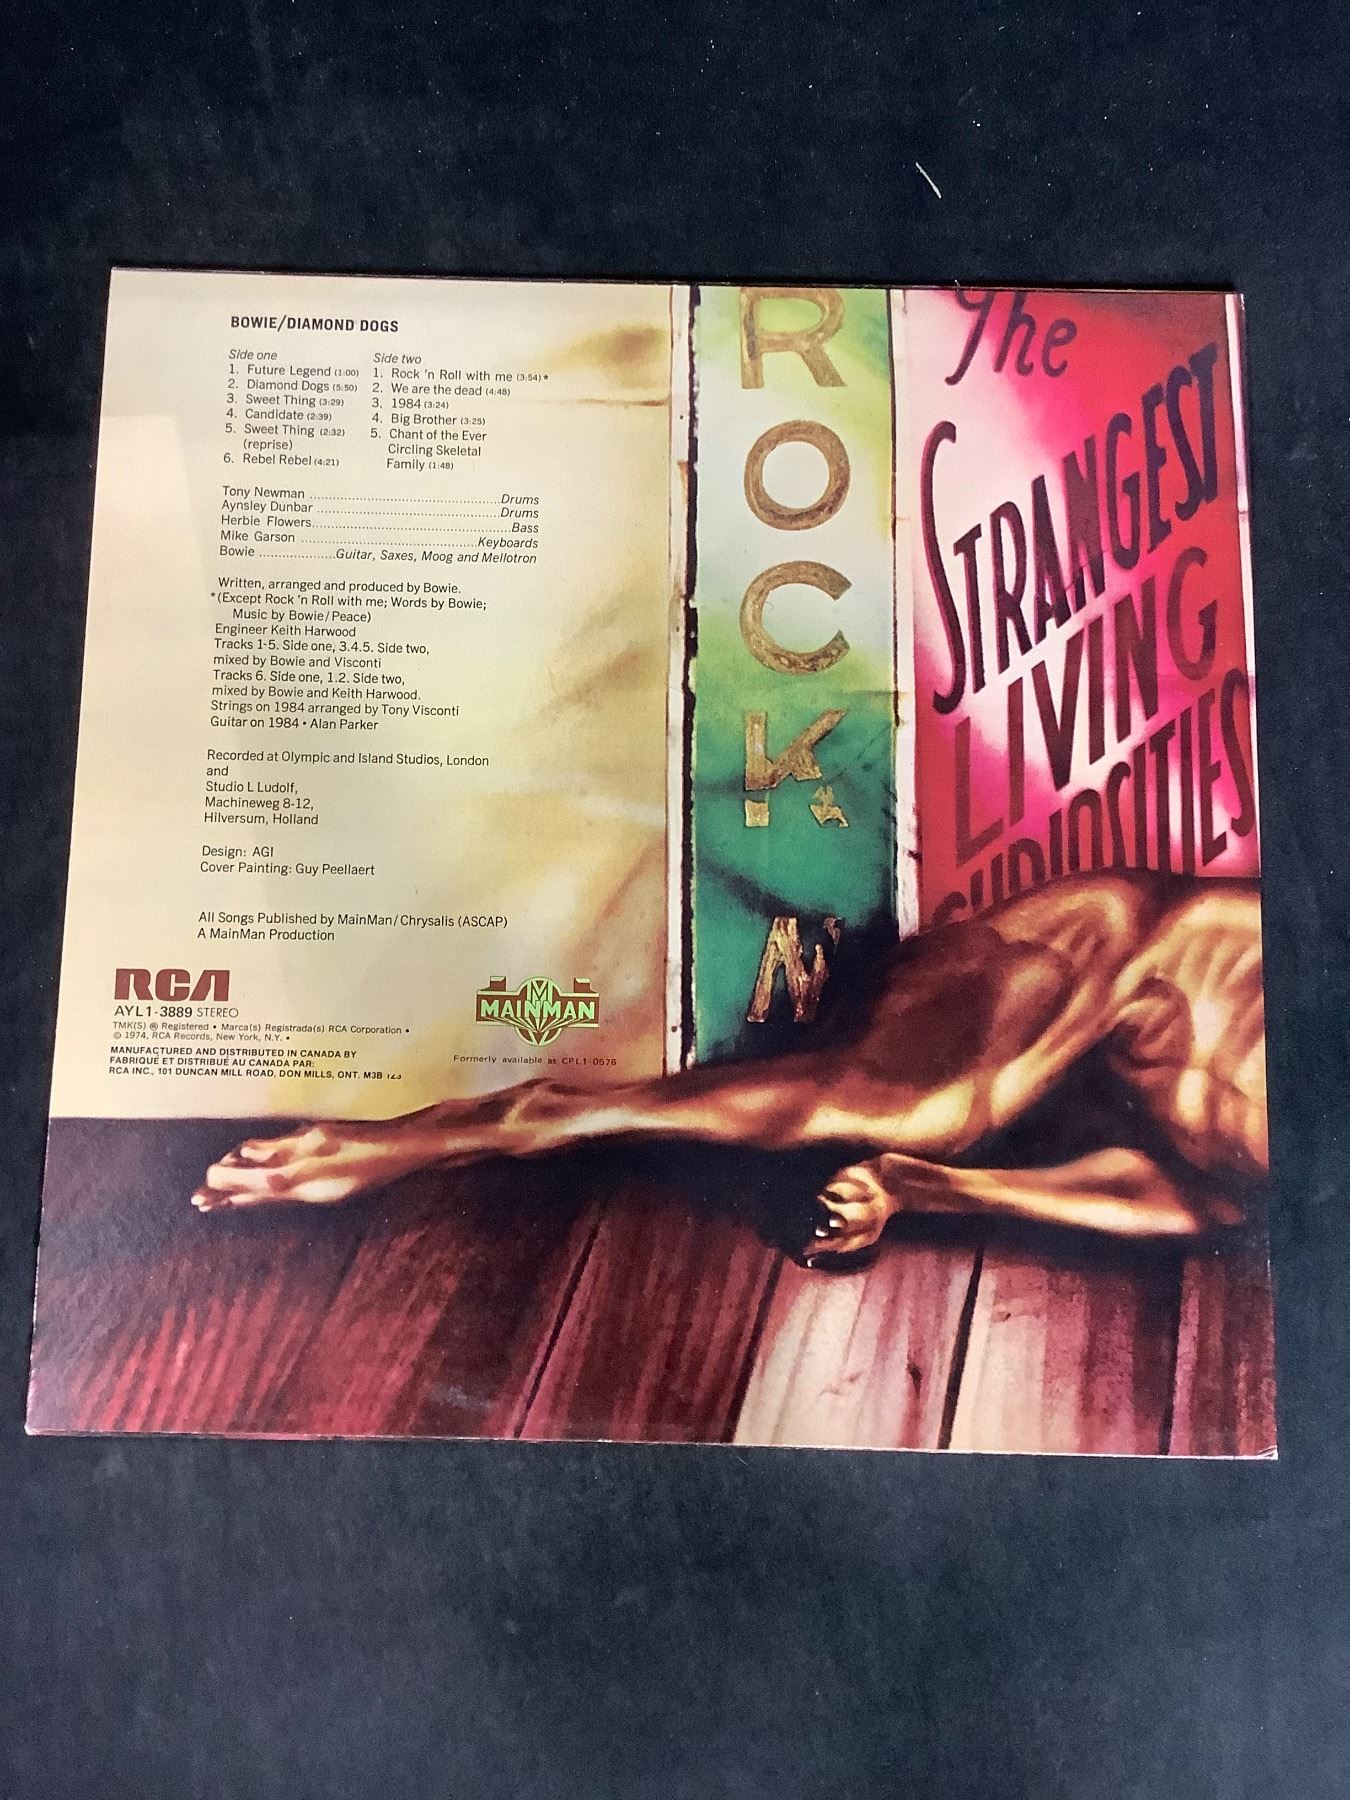 BOWIE/DIAMOND DOGS
Side one
1. Future Legend (1:00)
2. Diamond Dogs (5:50)
3. Sweet Thing (3:29)
4. Candidate (2:39)
5. Sweet Thing (2:32)
(reprise)
6. Rebel Rebel (4:21)
Side two
1. Rock 'n Roll with me (3:54)*
2. We are the dead (4:48)
3. 1984 (3:24)
4. Big Brother (3:25)
5. Chant of the Ever
Circling Skeletal
Family (1:48)
Tony Newman ........................................Drums
Aynsley Dunbar ........................................Drums
Herbie Flowers........................................Bass
Mike Garson ........................................Keyboards
Bowie ...................Guitar, Saxes, Moog and Mellotron
Written, arranged and produced by Bowie.
*(Except Rock 'n Roll with me; Words by Bowie;
Music by Bowie/Peace)
Engineer Keith Harwood
Tracks 1-5. Side one, 3.4.5. Side two,
mixed by Bowie and Visconti
Tracks 6. Side one, 1.2. Side two,
mixed by Bowie and Keith Harwood.
Strings on 1984 arranged by Tony Visconti
Guitar on 1984 • Alan Parker
Recorded at Olympic and Island Studios, London
and
Studio L Ludolf,
Machineweg 8-12,
Hilversum, Holland
Design: AGI
Cover Painting: Guy Peellaert
All Songs Published by MainMan/Chrysalis (ASCAP)
A MainMan Production
RCA
AYL1-3889 STEREO
TMK(S) ® Registered • Marca(s) Registrada(s) RCA Corporation •
© 1974, RCA Records, New York, N.Y. •
MANUFACTURED AND DISTRIBUTED IN CANADA BY
FABRIQUÉ ET DISTRIBUÉ AU CANADA PAR:
RCA INC., 101 DUNCAN MILL ROAD, DON MILLS, ONT. M3B 1Z3
M
MAINMAN
Formerly available as CPL1-0576
ROCK
N'
The
STRANGEST
LIVING
CURIOSITIES